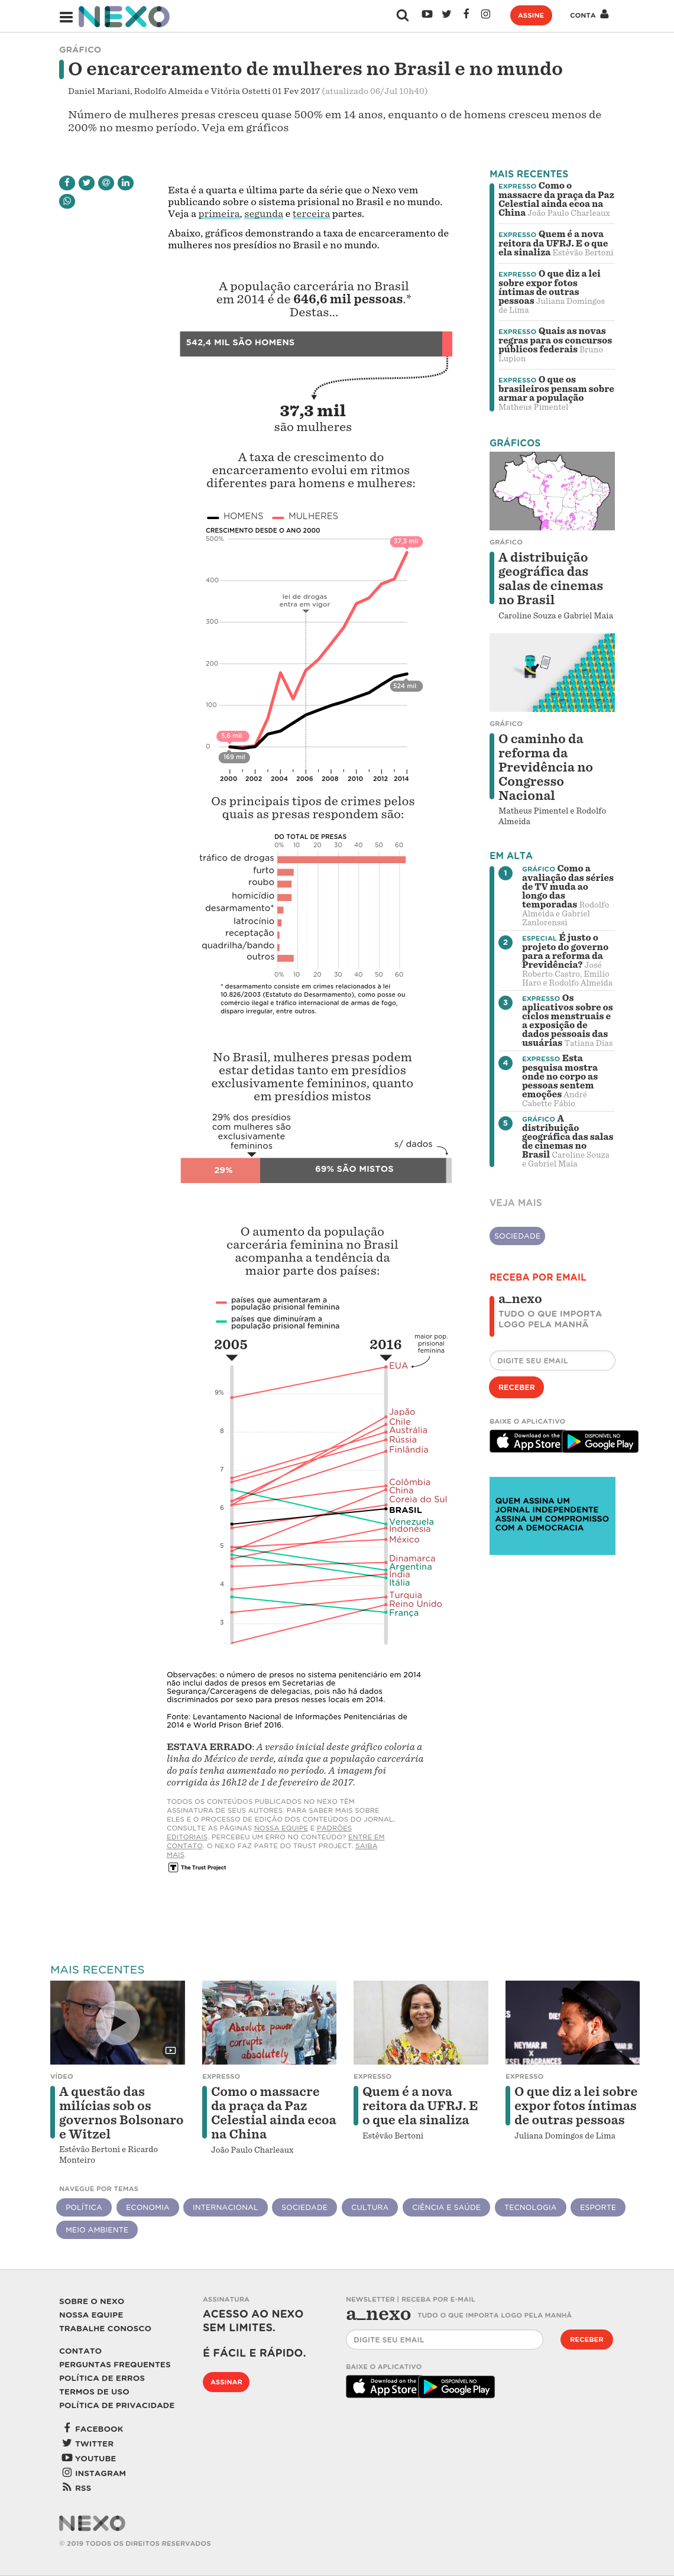 NEXO
ASSINE
CONTA
GRÁFICO
O encarceramento de mulheres no Brasil e no mundo
Daniel Mariani, Rodolfo Almeida e Vitória Ostetti 01 Fev 2017 (atualizado 06/Jul 10h40)
Número de mulheres presas cresceu quase 500% em 14 anos, enquanto o de homens cresceu menos de
200% no mesmo período. Veja em gráficos
Esta é a quarta e última parte da série que o Nexo vem
publicando sobre o sistema prisional no Brasil e no mundo.
Veja a primeira, segunda e terceira partes.
Abaixo, gráficos demonstrando a taxa de encarceramento de
mulheres nos presídios no Brasil e no mundo.
A população carcerária no Brasil
em 2014 é de 646,6 mil pessoas.*
Destas...
542,4 MIL SÃO HOMENS
37,3 mil
são mulheres
A taxa de crescimento do
encarceramento evolui em ritmos
diferentes para homens e mulheres:
HOMENS MULHERES
CRESCIMENTO DESDE O ANO 2000
500%
37,3 mil
400
lei de drogas
entra em vigor
300
200
524 mil
100
5,6 mil
0
169 mil
2000 2002 2004 2006 2008 2010 2012 2014
Os principais tipos de crimes pelos
quais as presas respondem são:
DO TOTAL DE PRESAS
0% 10 20 30 40 50 60
tráfico de drogas
furto
roubo
homicídio
desarmamento*
latrocínio
receptação
quadrilha/bando
outros
0% 10 20 30 40 50 60
* desarmamento consiste em crimes relacionados à lei
10.826/2003 (Estatuto do Desarmamento), como posse ou
comércio ilegal e tráfico internacional de armas de fogo,
disparo irregular, entre outros.
No Brasil, mulheres presas podem
estar detidas tanto em presídios
exclusivamente femininos, quanto
em presídios mistos
29% dos presídios
com mulheres são
exclusivamente
femininos
s/ dados
29%
69% SÃO MISTOS
O aumento da população
carcerária feminina no Brasil
acompanha a tendência da
maior parte dos países:
países que aumentaram a
população prisional feminina
países que diminuíram a
população prisional feminina
2005
2016
maior pop.
prisional
feminina
EUA
9%
Japão
Chile
8
Austrália
Rússia
Finlândia
7
Colômbia
China
Coreia do Sul
6
BRASIL
Venezuela
Indonésia
5
México
Dinamarca
Argentina
Índia
4
Itália
Turquia
Reino Unido
França
3
Observações: o número de presos no sistema penitenciário em 2014
não inclui dados de presos em Secretarias de
Segurança/Carceragens de delegacias, pois não há dados
discriminados por sexo para presos nesses locais em 2014.
Fonte: Levantamento Nacional de Informações Penitenciárias de
2014 e World Prison Brief 2016.
ESTAVA ERRADO: A versão inicial deste gráfico coloria a
linha do México de verde, ainda que a população carcerária
do país tenha aumentado no período. A imagem foi
corrigida às 16h12 de 1 de fevereiro de 2017.
TODOS OS CONTEÚDOS PUBLICADOS NO NEXO TÊM
ASSINATURA DE SEUS AUTORES. PARA SABER MAIS SOBRE
ELES E O PROCESSO DE EDIÇÃO DOS CONTEÚDOS DO JORNAL,
CONSULTE AS PÁGINAS NOSSA EQUIPE E PADRÕES
EDITORIAIS. PERCEBEU UM ERRO NO CONTEÚDO? ENTRE EM
CONTATO. O NEXO FAZ PARTE DO TRUST PROJECT. SAIBA
MAIS.
T The Trust Project
MAIS RECENTES
EXPRESSO Como o
massacre da praça da Paz
Celestial ainda ecoa na
China João Paulo Charleaux
EXPRESSO Quem é a nova
reitora da UFRJ. E o que
ela sinaliza Estêvão Bertoni
EXPRESSO O que diz a lei
sobre expor fotos
íntimas de outras
pessoas Juliana Domingos
de Lima
EXPRESSO Quais as novas
regras para os concursos
públicos federais Bruno
Lupion
EXPRESSO O que os
brasileiros pensam sobre
armar a população
Matheus Pimentel
GRÁFICOS
GRÁFICO
A distribuição
geográfica das
salas de cinemas
no Brasil
Caroline Souza e Gabriel Maia
GRÁFICO
O caminho da
reforma da
Previdência no
Congresso
Nacional
Matheus Pimentel e Rodolfo
Almeida
EM ALTA
1 GRÁFICO Como a
avaliação das séries
de TV muda ao
longo das
temporadas Rodolfo
Almeida e Gabriel
Zanlorenssi
2 ESPECIAL É justo o
projeto do governo
para a reforma da
Previdência? José
Roberto Castro, Emilio
Haro e Rodolfo Almeida
3 EXPRESSO Os
aplicativos sobre os
ciclos menstruais e
a exposição de
dados pessoais das
usuárias Tatiana Dias
4 EXPRESSO Esta
pesquisa mostra
onde no corpo as
pessoas sentem
emoções André
Cabette Fábio
5 GRÁFICO A
distribuição
geográfica das salas
de cinemas no
Brasil Caroline Souza
e Gabriel Maia
VEJA MAIS
SOCIEDADE
RECEBA POR EMAIL
a_nexo
TUDO O QUE IMPORTA
LOGO PELA MANHÃ
DIGITE SEU EMAIL
RECEBER
BAIXE O APLICATIVO
Download on the App Store
DISPONÍVEL NO Google Play
QUEM ASSINA UM
JORNAL INDEPENDENTE
ASSINA UM COMPROMISSO
COM A DEMOCRACIA
MAIS RECENTES
Absolute power
corrupts
absolutely
NEYMAR JR
DIESEL
FRAGRANCES
VÍDEO
A questão das
milícias sob os
governos Bolsonaro
e Witzel
Estêvão Bertoni e Ricardo
Monteiro
EXPRESSO
Como o massacre
da praça da Paz
Celestial ainda ecoa
na China
João Paulo Charleaux
EXPRESSO
Quem é a nova
reitora da UFRJ. E
o que ela sinaliza
Estêvão Bertoni
EXPRESSO
O que diz a lei sobre
expor fotos íntimas
de outras pessoas
Juliana Domingos de Lima
NAVEGUE POR TEMAS
POLÍTICA ECONOMIA INTERNACIONAL SOCIEDADE CULTURA CIÊNCIA E SAÚDE TECNOLOGIA ESPORTE
MEIO AMBIENTE
SOBRE O NEXO
NOSSA EQUIPE
TRABALHE CONOSCO
CONTATO
PERGUNTAS FREQUENTES
POLÍTICA DE ERROS
TERMOS DE USO
POLÍTICA DE PRIVACIDADE
FACEBOOK
TWITTER
YOUTUBE
INSTAGRAM
RSS
ASSINATURA
ACESSO AO NEXO
SEM LIMITES.
É FÁCIL E RÁPIDO.
ASSINAR
NEWSLETTER | RECEBA POR E-MAIL
a_nexo TUDO O QUE IMPORTA LOGO PELA MANHÃ
DIGITE SEU EMAIL
RECEBER
BAIXE O APLICATIVO
Download on the App Store
DISPONÍVEL NO Google Play
NEXO
© 2019 TODOS OS DIREITOS RESERVADOS